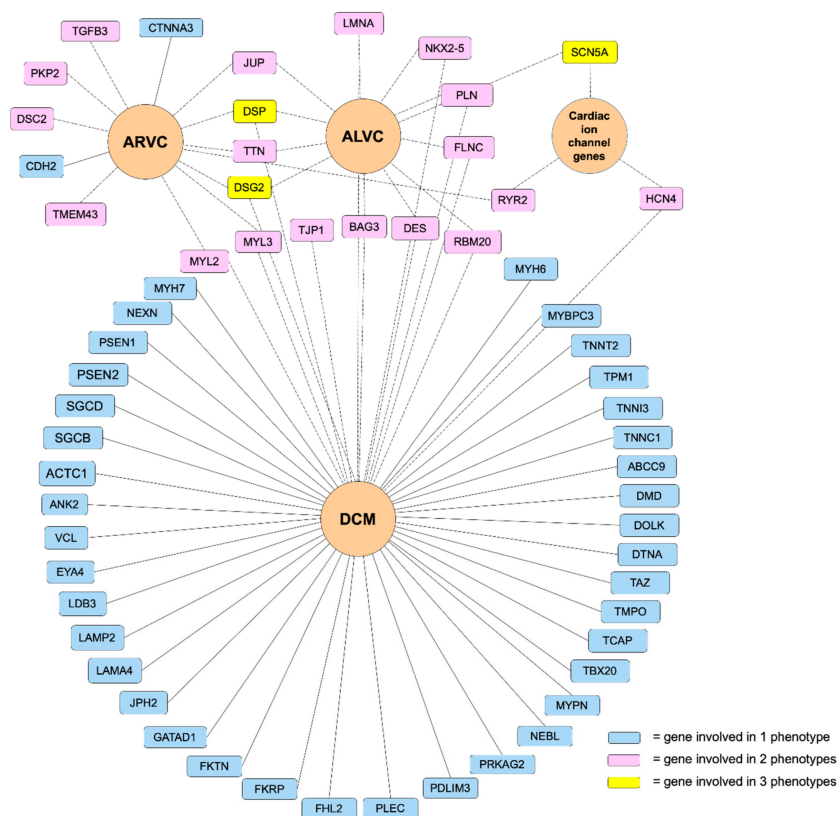 LMNA
TGFB3
CTNNA3
NKX2-5
SCN5A
JUP
PKP2
PLN
DSP
DSC2
ARVC
ALVC
Cardiac
ion
channel
genes
TTN
FLNC
CDH2
DSG2
RYR2
HCN4
TMEM43
TJP1
BAG3
DES
MYL3
RBM20
MYL2
MYH6
MYH7
NEXN
MYBPC3
PSEN1
TNNT2
PSEN2
TPM1
SGCD
TNNI3
SGCB
TNNC1
ACTC1
ABCC9
ANK2
DMD
DCM
DOLK
VCL
DTNA
EYA4
TAZ
LDB3
TMPO
LAMP2
TCAP
LAMA4
TBX20
JPH2
MYPN
GATAD1
NEBL
= gene involved in 1 phenotype
FKTN
PRKAG2
= gene involved in 2 phenotypes
FKRP
PDLIM3
= gene involved in 3 phenotypes
FHL2
PLEC